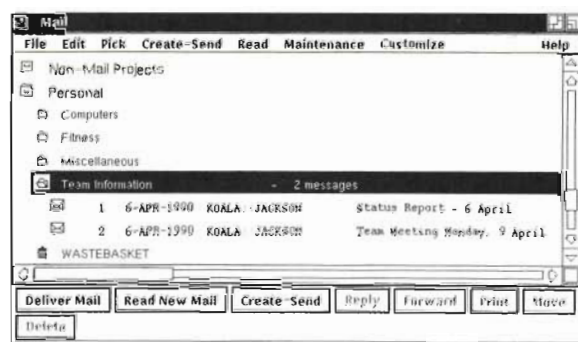 Mail
File Edit Pick Create-Send Read Maintenance Customize Help
Non-Mail Projects
Personal
Computers
Fitness
Miscellaneous
Team Information - 2 messages
1 6-APR-1990 KOALA::JACKSON Status Report - 6 April
2 6-APR-1990 KOALA::JACKSON Team Meeting Monday, 9 April
WASTEBASKET
Deliver Mail Read New Mail Create-Send Reply Forward Print Move
Delete